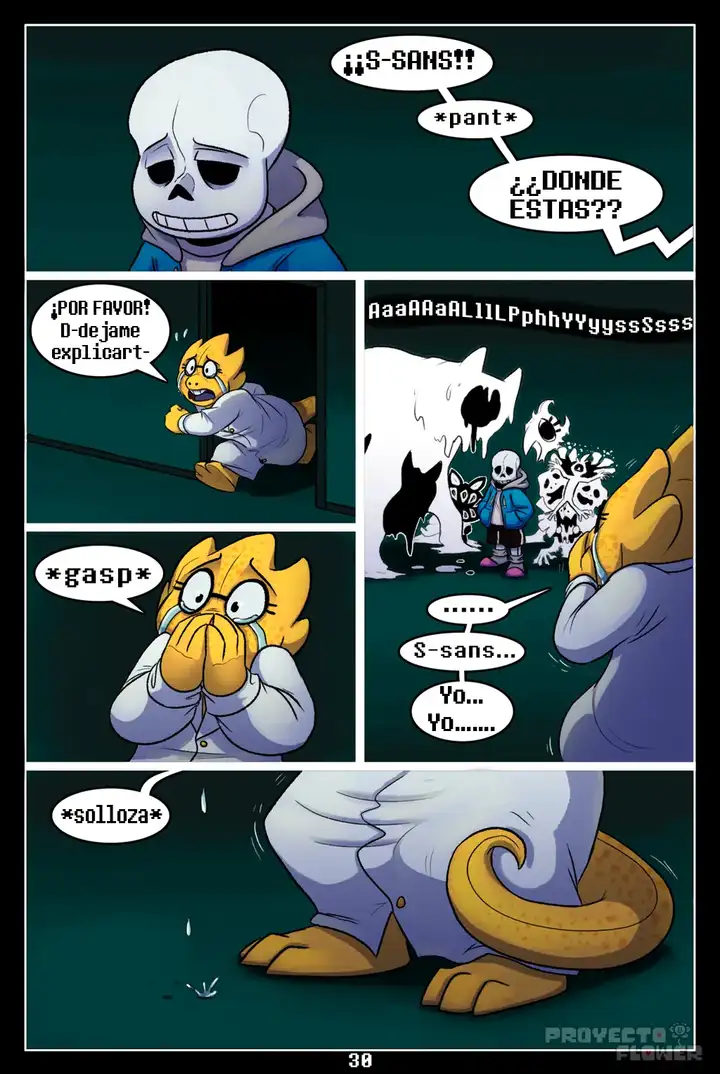 ¡¡S-SANS!!
*pant*
¿¿DONDE
ESTAS??
¡POR FAVOR!
D-dejame
explicart-
AaaAAaALllLPphhYYyyssSsss
*gasp*
......
S-sans...
Yo...
Yo.......
*solloza*
PROYECTO
FLOWER
30